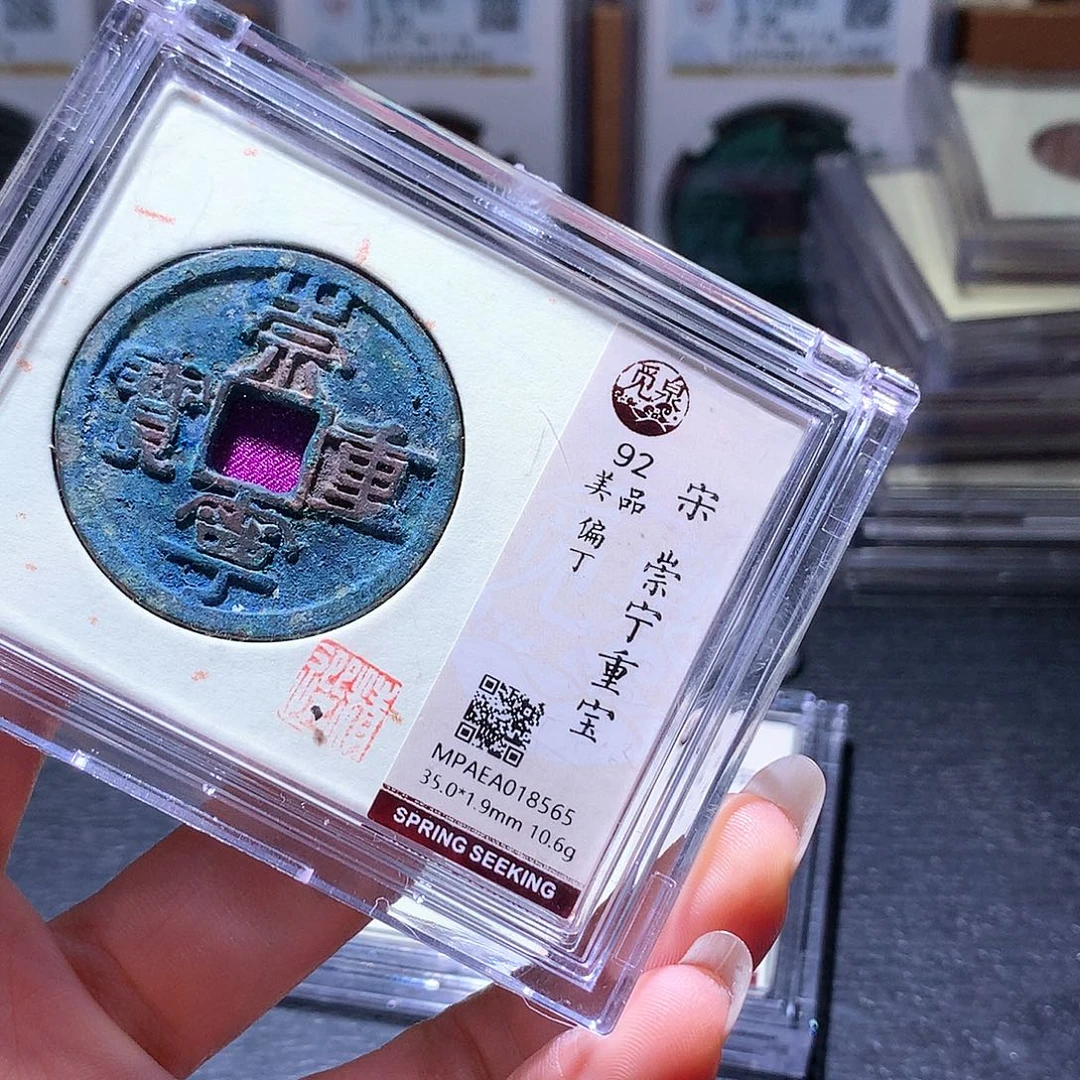 崇寧重寶
觅泉
92
美品
偏丁
宋 崇宁重宝
MPAEA018565
35.0*1.9mm 10.6g
SPRING SEEKING